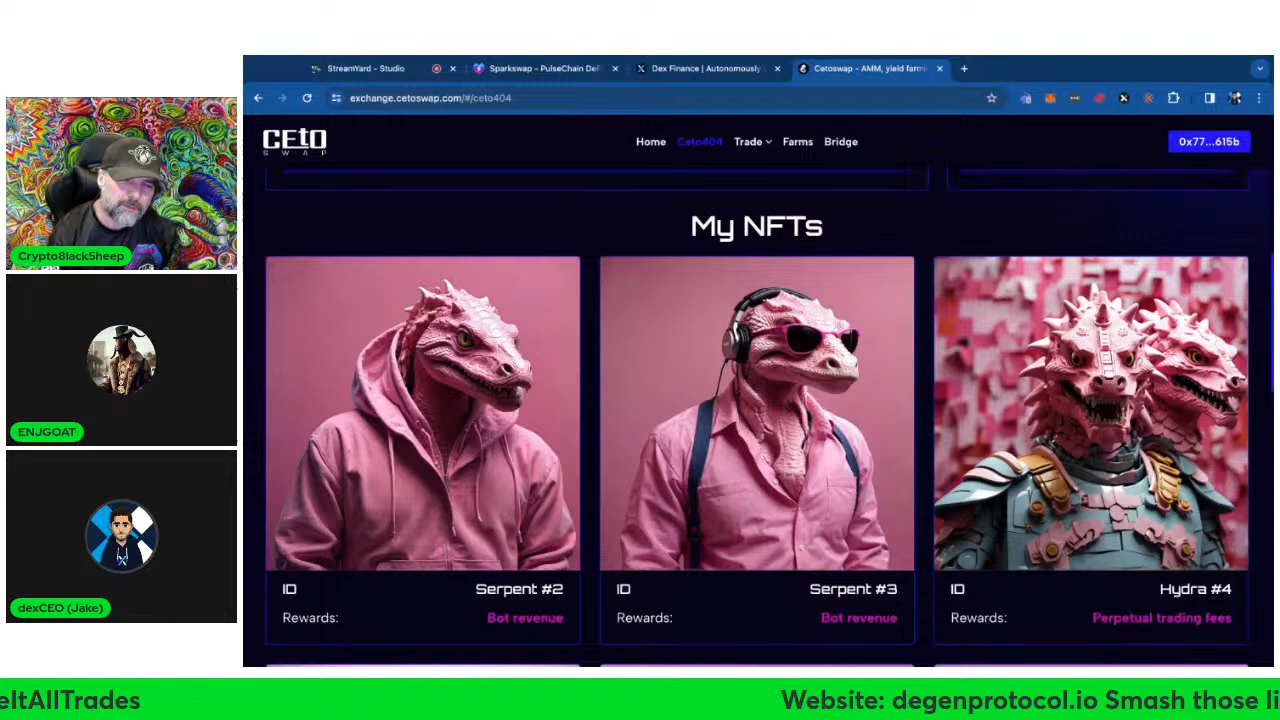 StreamYard - Studio
Sparkswap - PulseChain DeF
Dex Finance | Autonomously
Cetoswap - AMM, yield farmi
exchange.cetoswap.com/#/ceto404
CEtO
SWAP
Home
Ceto404
Trade
Farms
Bridge
0x77...615b
My NFTs
Crypto8lack5heep
ENJGOAT
dexCEO (Jake)
ID Serpent #2
Rewards: Bot revenue
ID Serpent #3
Rewards: Bot revenue
ID Hydra #4
Rewards: Perpetual trading fees
eltAllTrades
Website: degenprotocol.io Smash those li